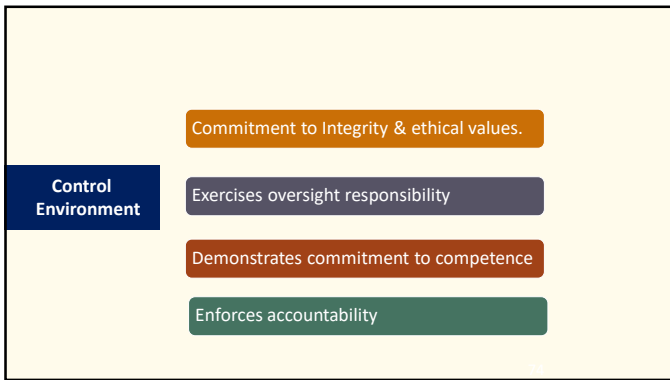 Commitment to Integrity & ethical values.
Control
Environment
Exercises oversight responsibility
Demonstrates commitment to competence
Enforces accountability